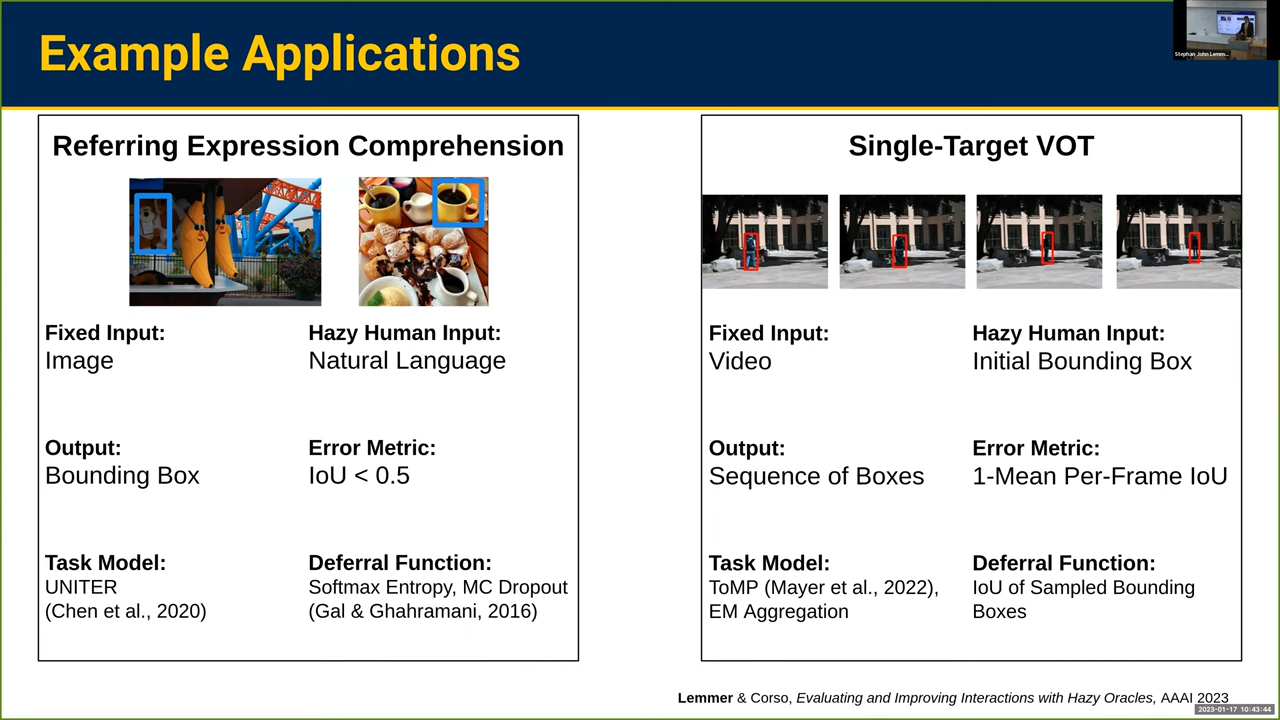 Example Applications
Stephan John Lemm...
Referring Expression Comprehension
Fixed Input:
Image
Hazy Human Input:
Natural Language
Output:
Bounding Box
Error Metric:
IoU < 0.5
Task Model:
UNITER
(Chen et al., 2020)
Deferral Function:
Softmax Entropy, MC Dropout
(Gal & Ghahramani, 2016)
Single-Target VOT
Fixed Input:
Video
Hazy Human Input:
Initial Bounding Box
Output:
Sequence of Boxes
Error Metric:
1-Mean Per-Frame IoU
Task Model:
ToMP (Mayer et al., 2022),
EM Aggregation
Deferral Function:
IoU of Sampled Bounding
Boxes
Lemmer & Corso, Evaluating and Improving Interactions with Hazy Oracles, AAAI 2023
2023-01-17 10:43:44